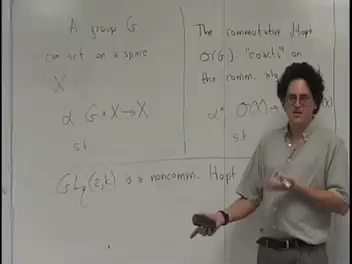 A group G
can act on a space
X
α G × X → X
st
The commutative Hopf
O(G) "coacts" on
the comm. alg
α* O(X) →
st
GL_q(2,k) is a noncomm. Hopf